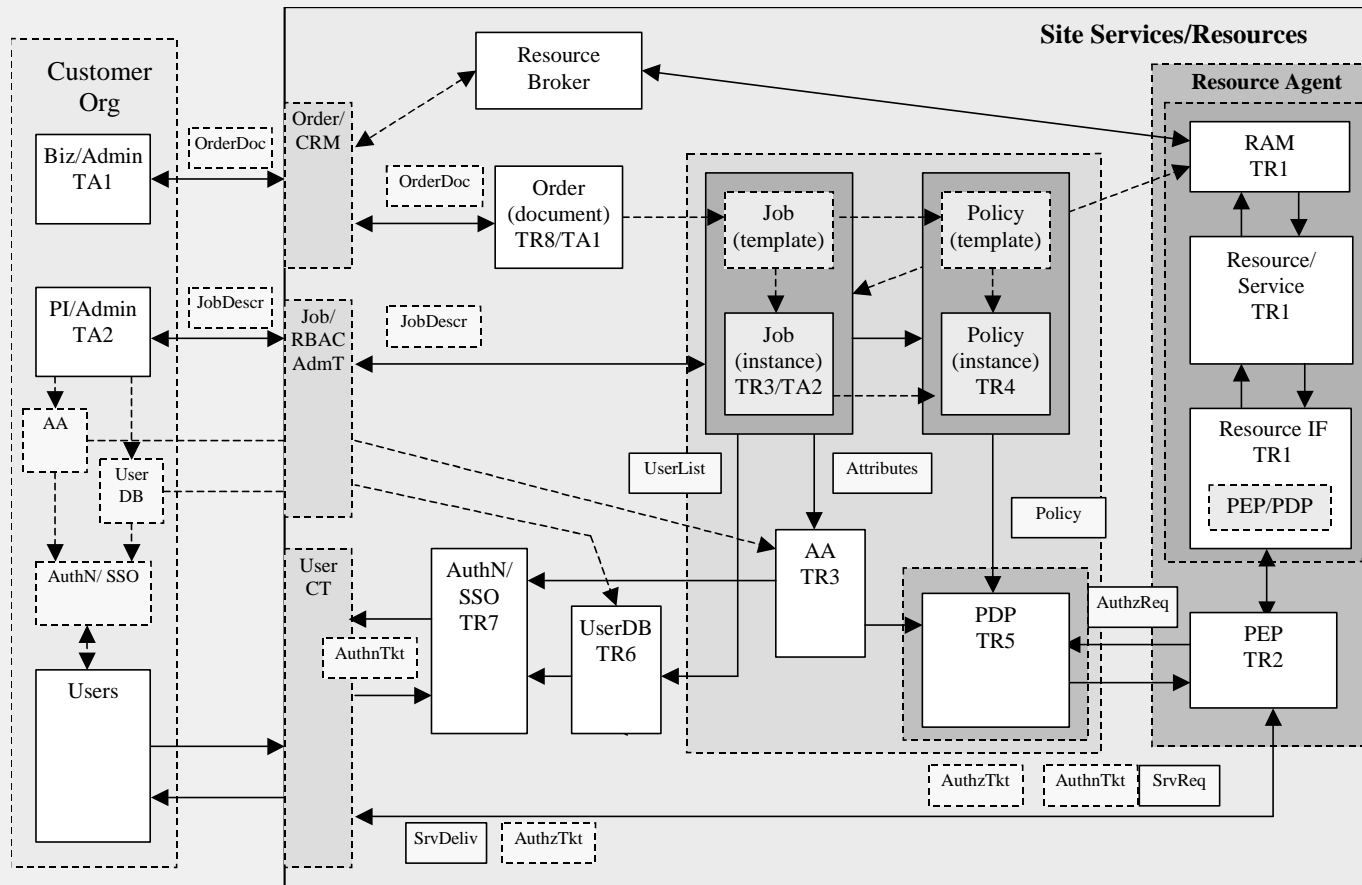 Site Services/Resources
Customer
Org
Resource
Broker
Resource Agent
Order/
CRM
OrderDoc
Biz/Admin
TA1
RAM
TR1
OrderDoc
Order
(document)
TR8/TA1
Job
(template)
Policy
(template)
Resource/
Service
TR1
PI/Admin
TA2
JobDescr
Job/
RBAC
AdmT
JobDescr
Job
(instance)
TR3/TA2
Policy
(instance)
TR4
AA
User
DB
Resource IF
TR1
PEP/PDP
UserList
Attributes
Policy
AuthN/ SSO
User
CT
AuthN/
SSO
TR7
AA
TR3
UserDB
TR6
PDP
TR5
AuthzReq
PEP
TR2
AuthnTkt
Users
AuthzTkt
AuthnTkt
SrvReq
SrvDeliv
AuthzTkt